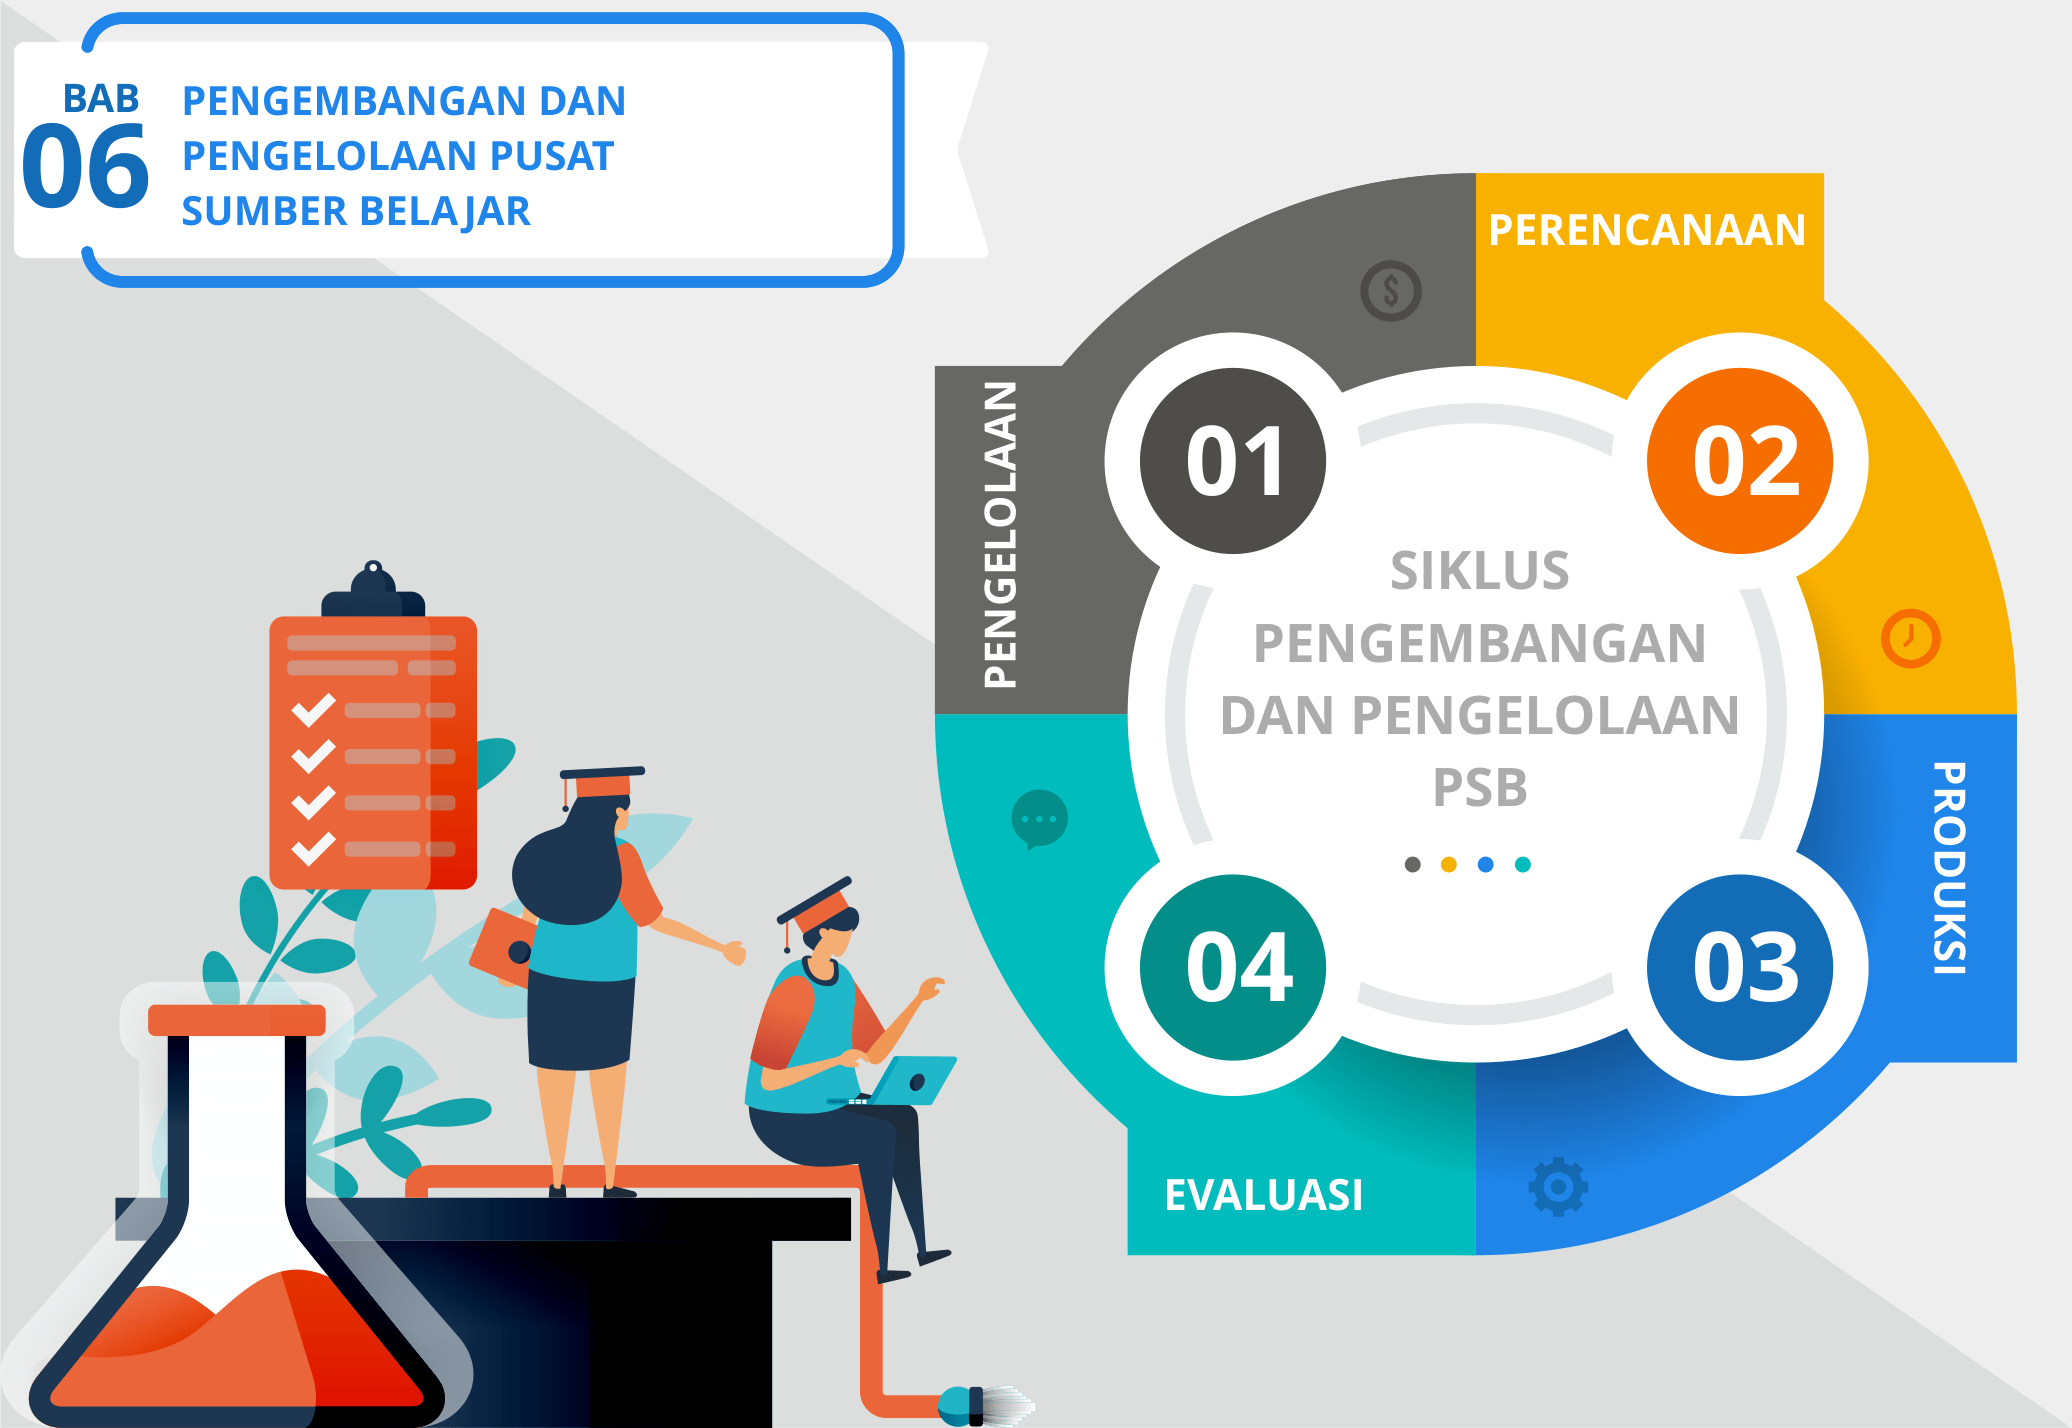 BAB
06
PENGEMBANGAN DAN
PENGELOLAAN PUSAT
SUMBER BELAJAR
PENGELOLAAN
01
$
PERENCANAAN
02
SIKLUS
PENGEMBANGAN
DAN PENGELOLAAN
PSB
PRODUKSI
03
EVALUASI
04